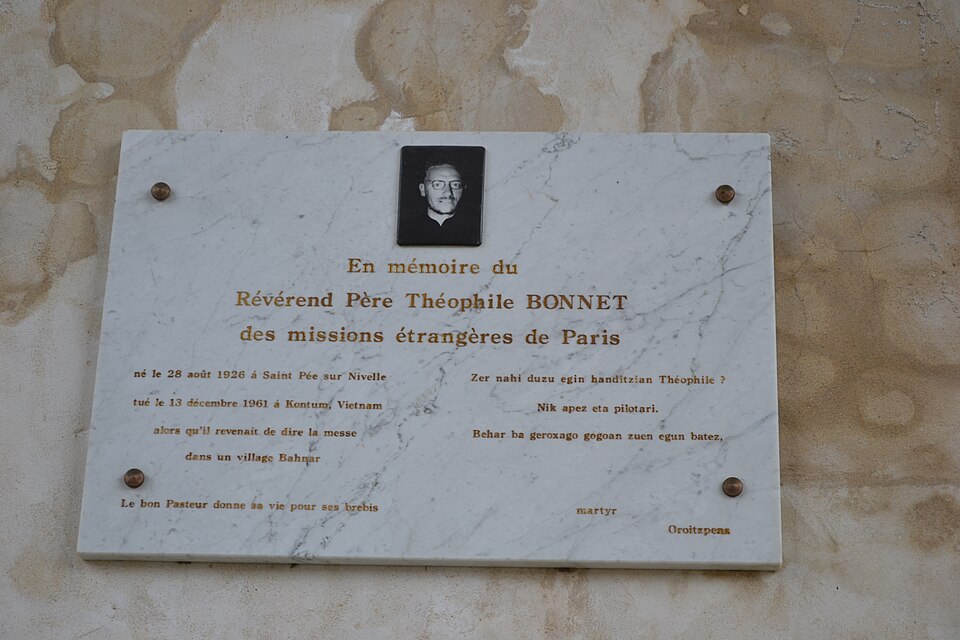 En mémoire du
Révérend Père Théophile BONNET
des missions étrangères de Paris
né le 28 août 1926 á Saint Pée sur Nivelle
tué le 13 décembre 1961 á Kontum, Vietnam
alors qu'il revenait de dire la messe
dans un village Bahnar
Le bon Pasteur donne sa vie pour ses brebis
Zer nahi duzu egin handitzian Théophile ?
Nik apez eta pilotari.
Behar ba geroxago gogoan zuen egun batez,
martyr
Oroitzpena